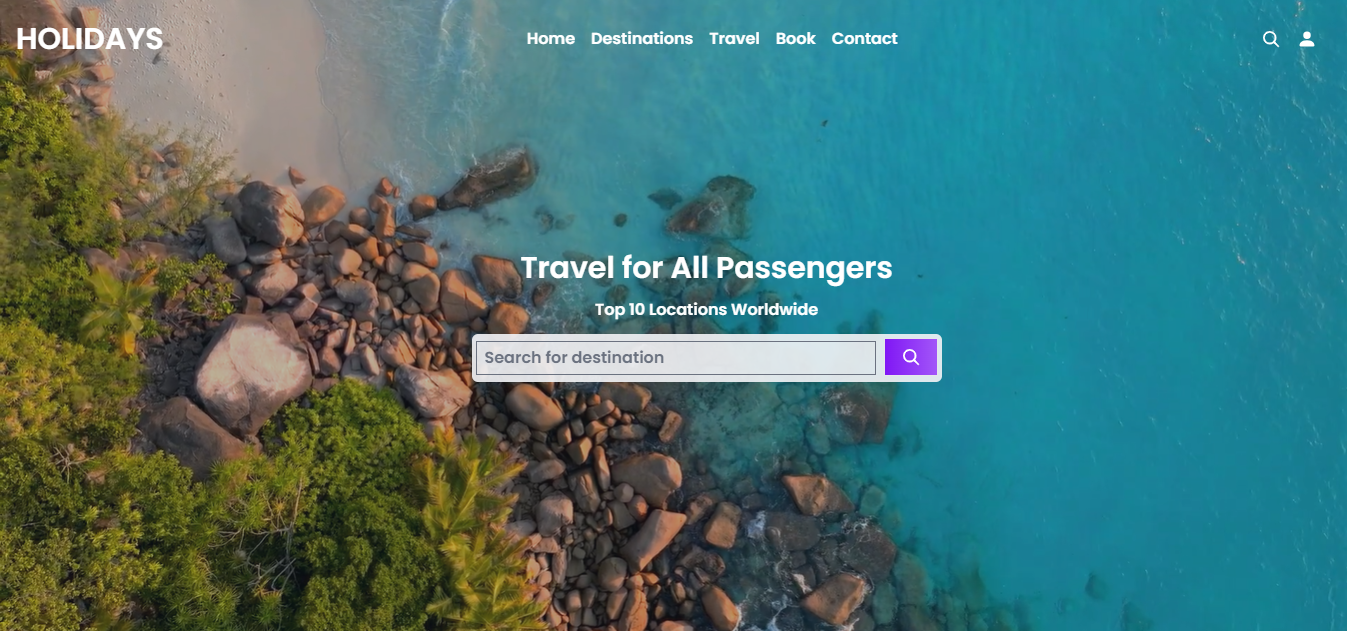 HOLIDAYS
Home Destinations Travel Book Contact
Travel for All Passengers
Top 10 Locations Worldwide
Search for destination